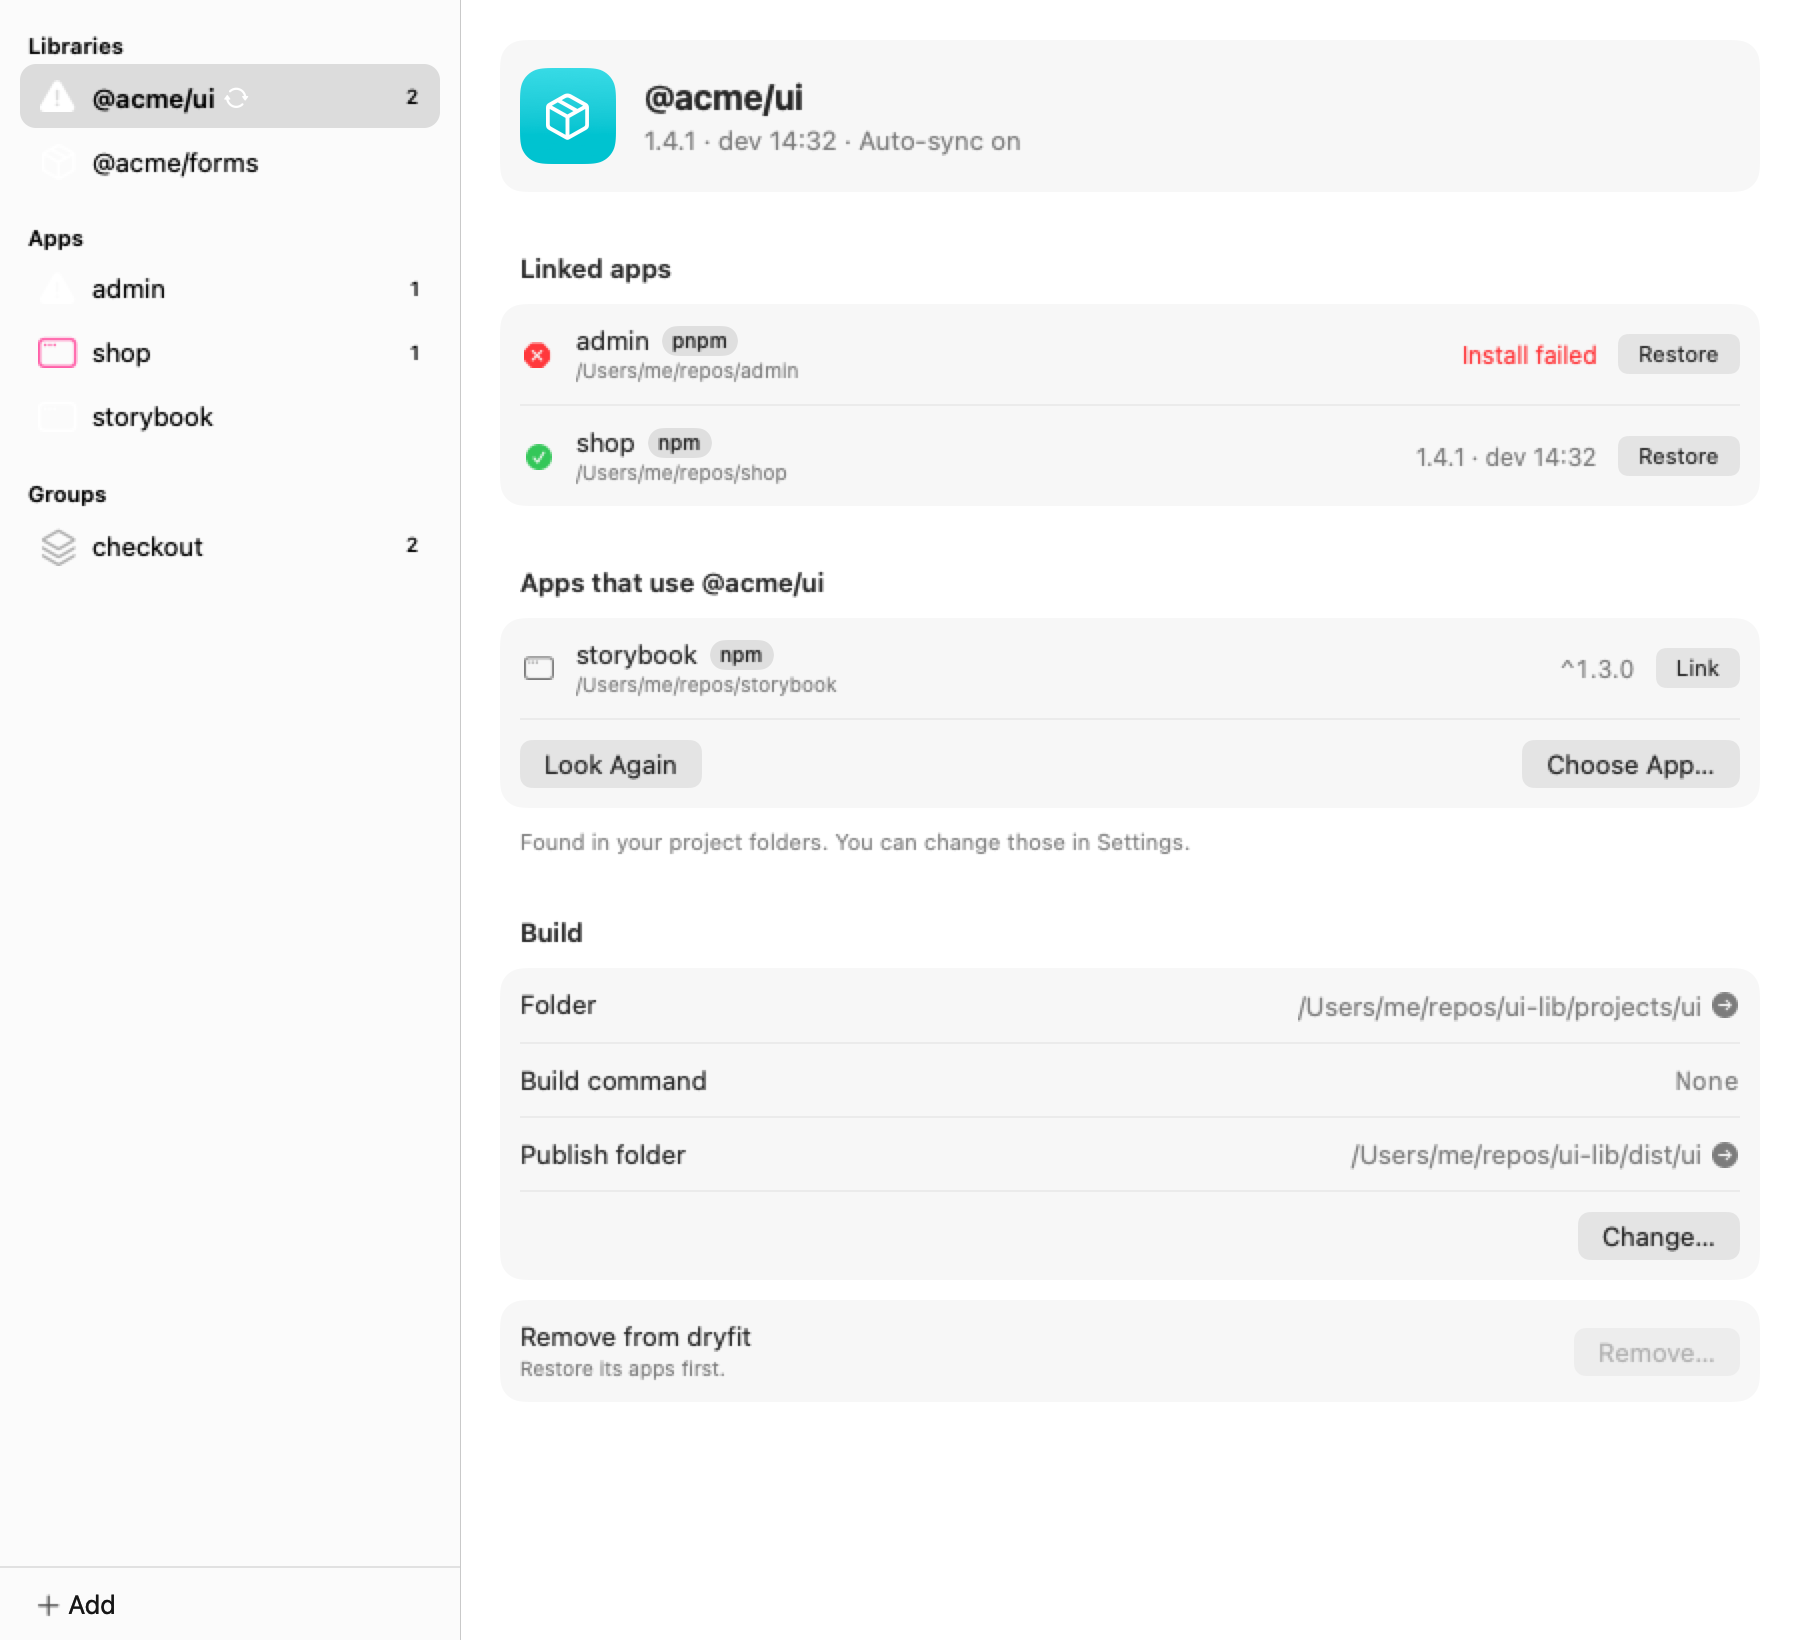 Libraries
@acme/ui 2
@acme/forms
Apps
admin 1
shop 1
storybook
Groups
checkout 2
Add
@acme/ui
1.4.1 · dev 14:32 · Auto-sync on
Linked apps
admin pnpm
/Users/me/repos/admin
Install failed Restore
shop npm
/Users/me/repos/shop
1.4.1 · dev 14:32 Restore
Apps that use @acme/ui
storybook npm
/Users/me/repos/storybook
^1.3.0 Link
Look Again Choose App...
Found in your project folders. You can change those in Settings.
Build
Folder /Users/me/repos/ui-lib/projects/ui
Build command None
Publish folder /Users/me/repos/ui-lib/dist/ui
Change...
Remove from dryfit
Restore its apps first.
Remove...